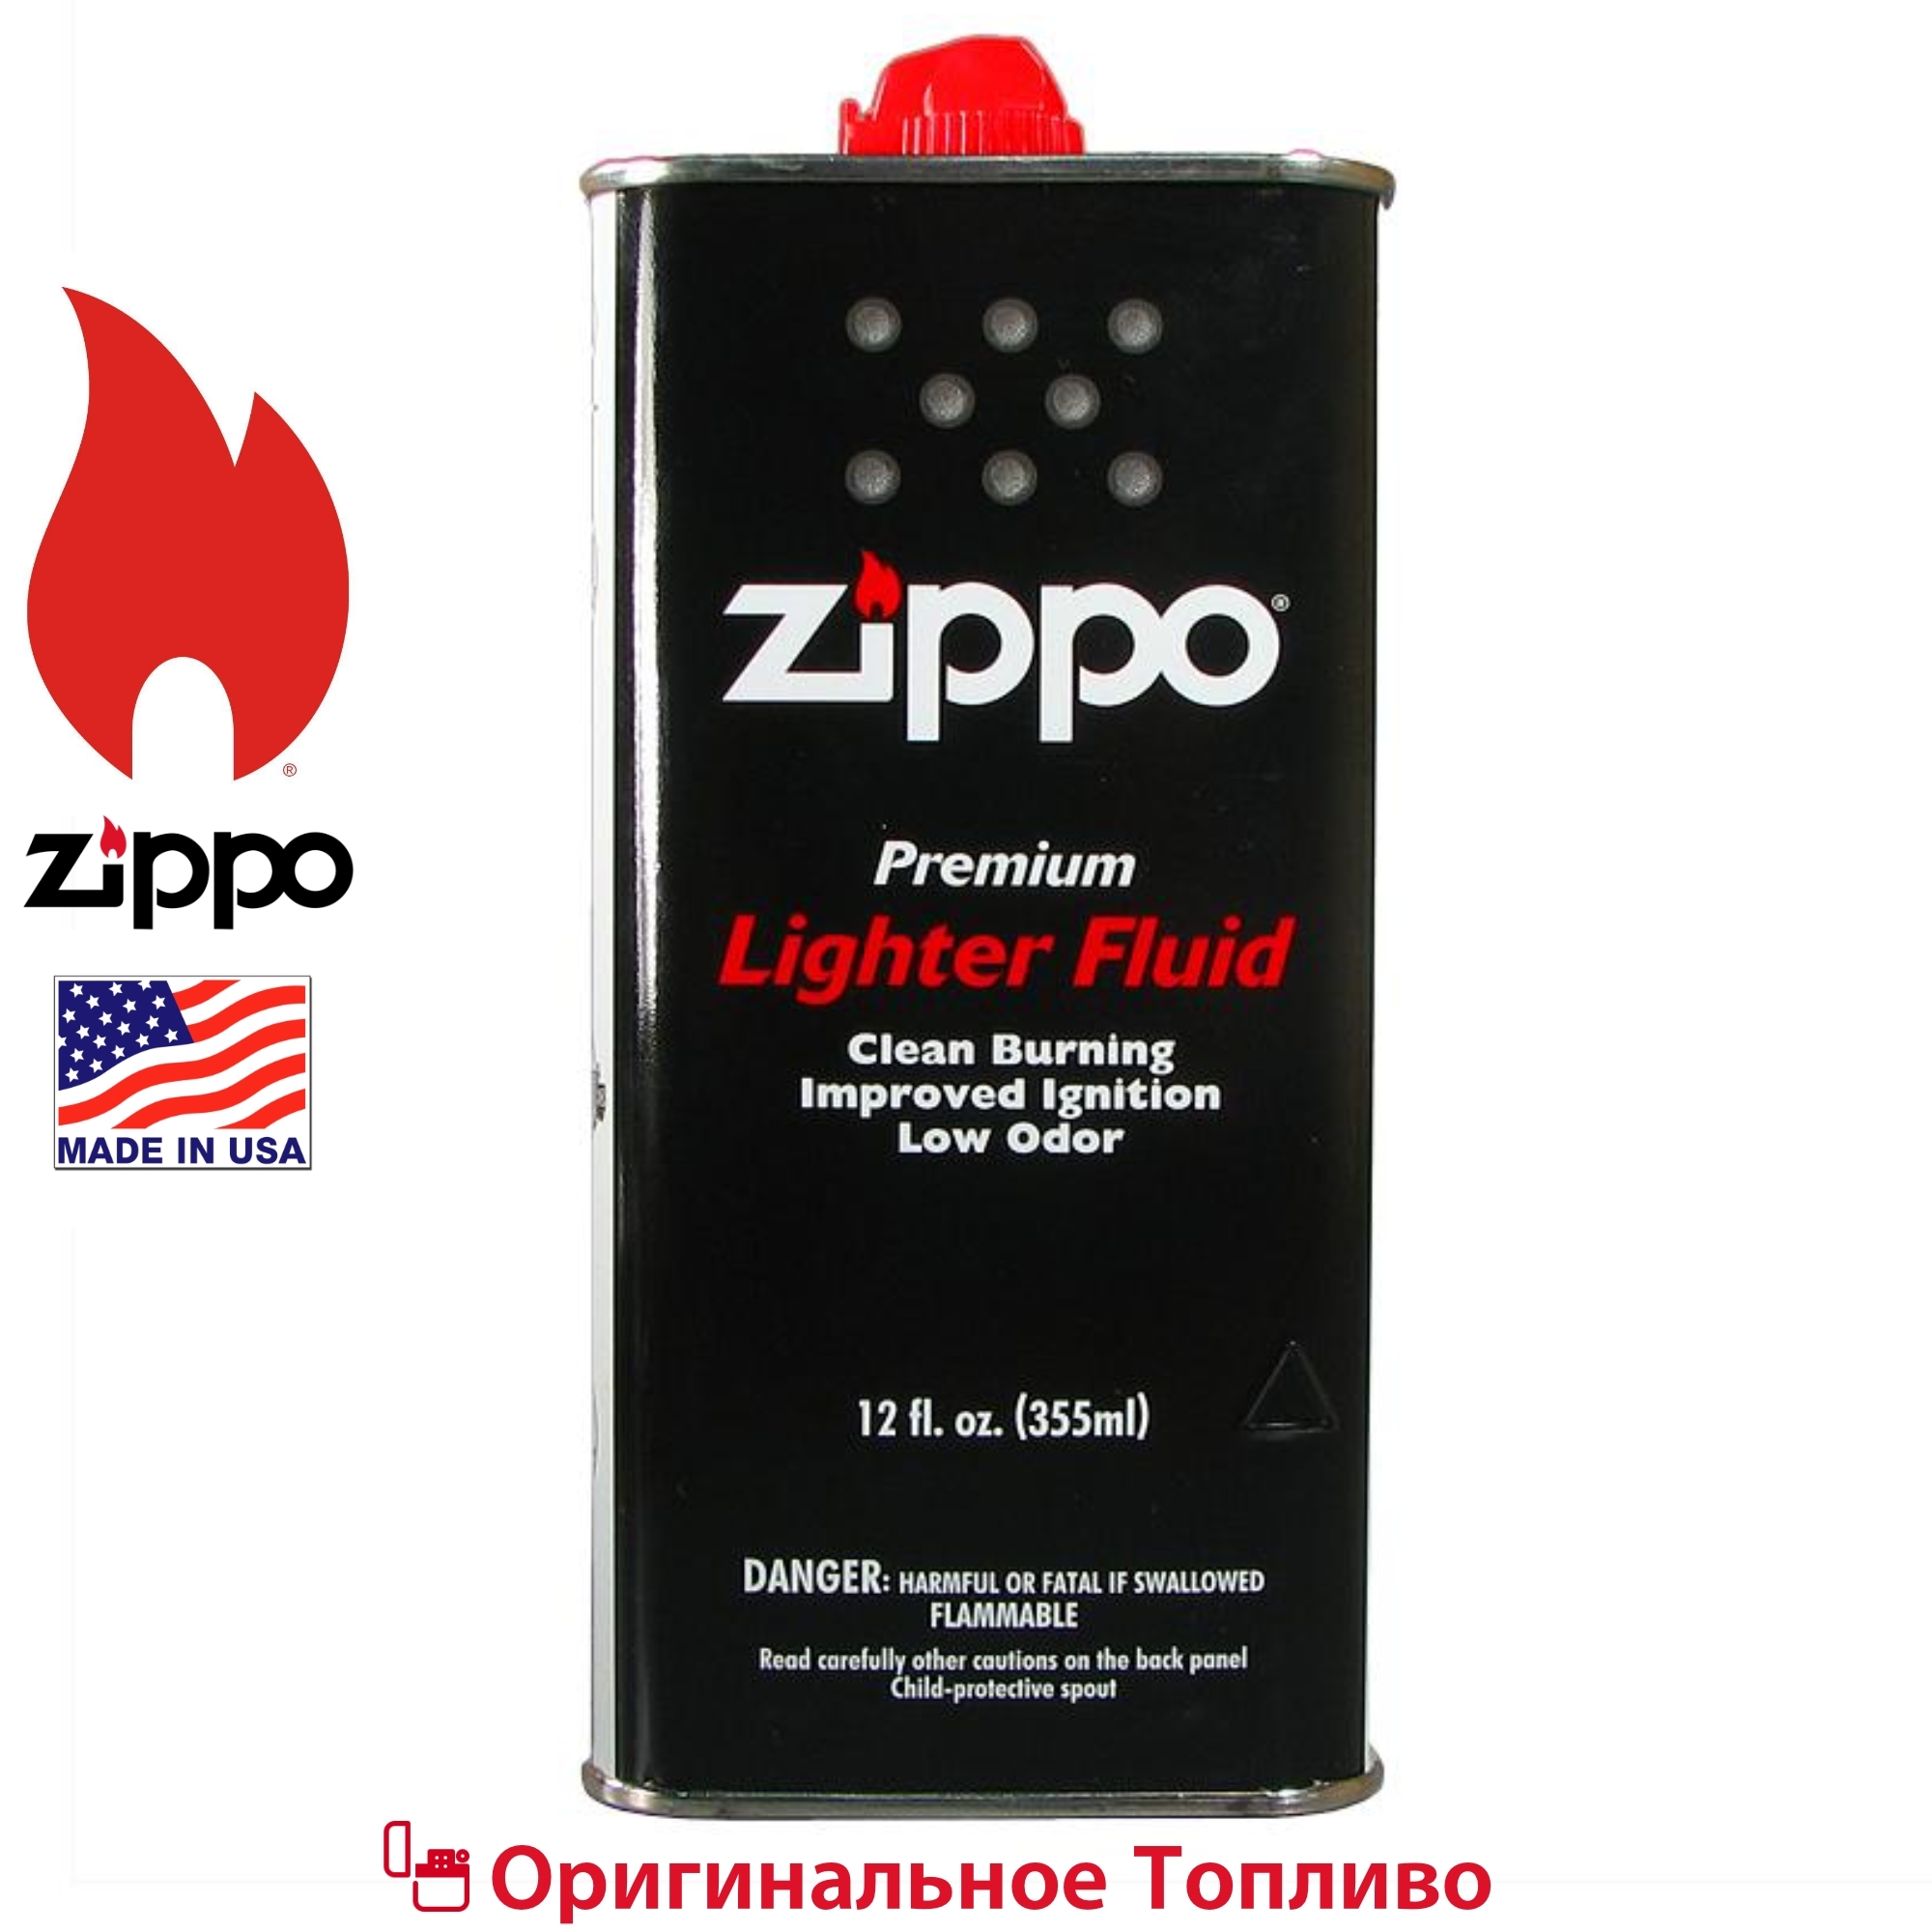 zippo
MADE IN USA
zippo
Premium
Lighter Fluid
Clean Burning
Improved Ignition
Low Odor
12 fl. oz. (355ml)
DANGER: HARMFUL OR FATAL IF SWALLOWED
FLAMMABLE
Read carefully other cautions on the back panel
Child-protective spout
Оригинальное Топливо